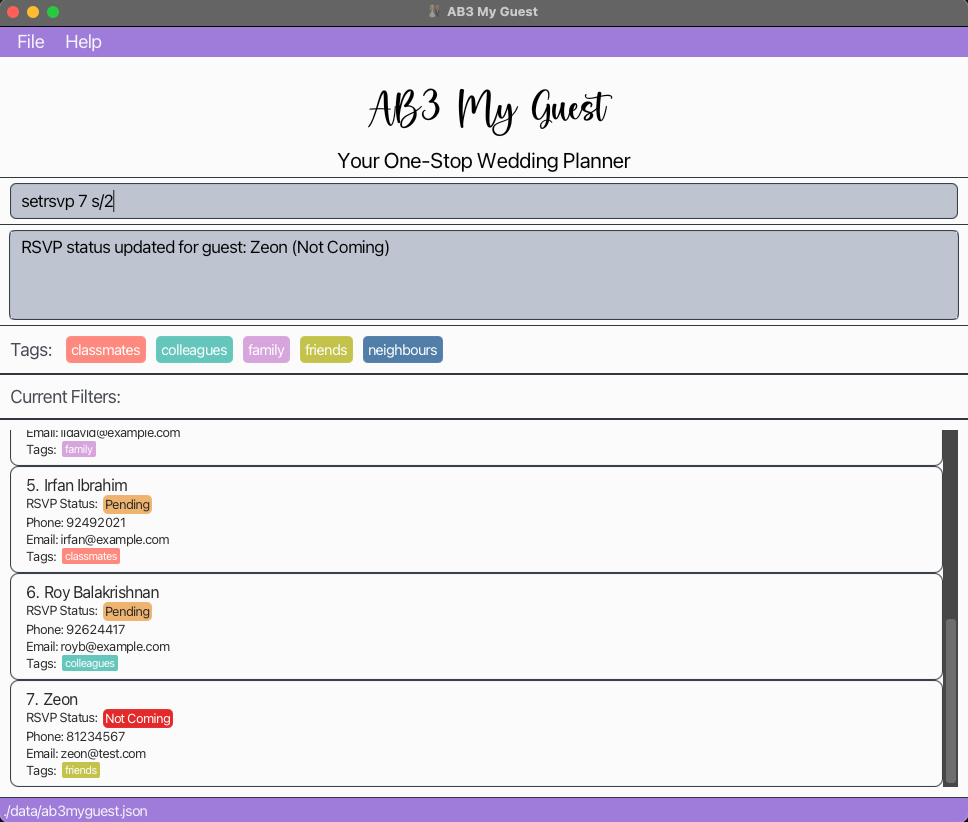 AB3 My Guest
File Help
AB3 My Guest
Your One-Stop Wedding Planner
setrsvp 7 s/2
RSVP status updated for guest: Zeon (Not Coming)
Tags: classmates colleagues family friends neighbours
Current Filters:
Email: lidavid@example.com
Tags: family
5. Irfan Ibrahim
RSVP Status: Pending
Phone: 92492021
Email: irfan@example.com
Tags: classmates
6. Roy Balakrishnan
RSVP Status: Pending
Phone: 92624417
Email: royb@example.com
Tags: colleagues
7. Zeon
RSVP Status: Not Coming
Phone: 81234567
Email: zeon@test.com
Tags: friends
./data/ab3myguest.json